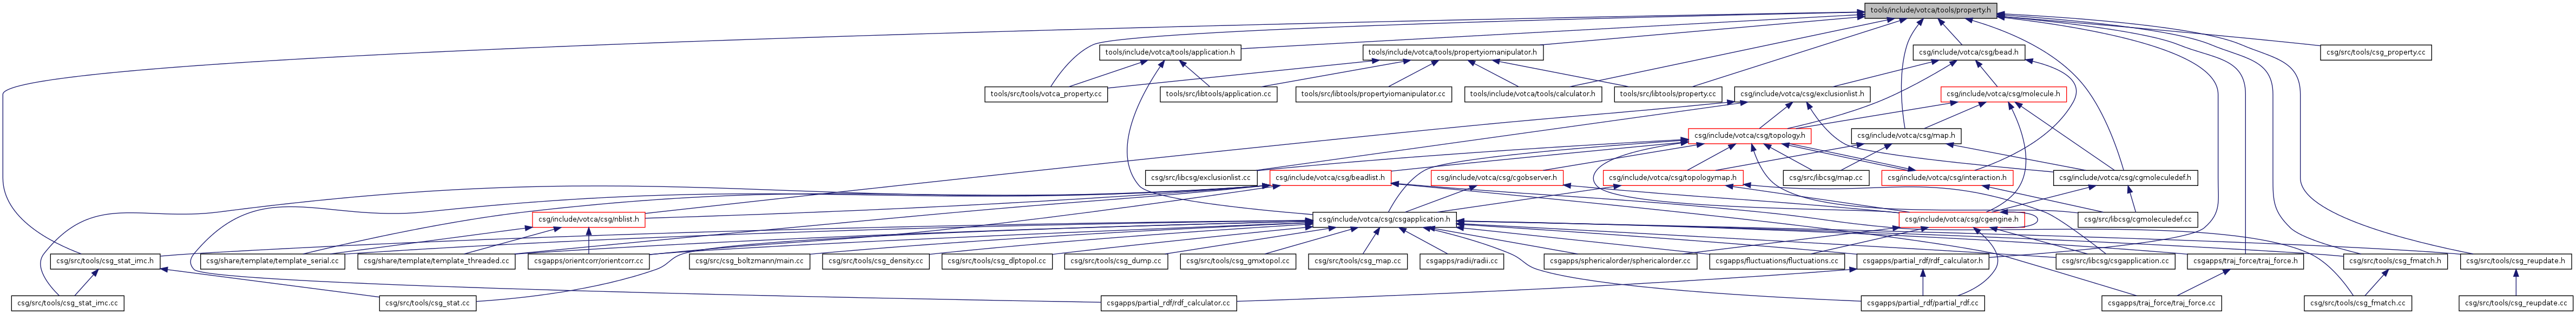 tools/include/votca/tools/property.h
tools/include/votca/tools/application.h
tools/include/votca/tools/propertyiomanipulator.h
csg/include/votca/csg/bead.h
csg/src/tools/csg_property.cc
tools/src/tools/votca_property.cc
tools/src/libtools/application.cc
tools/src/libtools/propertyiomanipulator.cc
tools/include/votca/tools/calculator.h
tools/src/libtools/property.cc
csg/include/votca/csg/exclusionlist.h
csg/include/votca/csg/molecule.h
csg/include/votca/csg/topology.h
csg/include/votca/csg/map.h
csg/src/libcsg/exclusionlist.cc
csg/include/votca/csg/beadlist.h
csg/include/votca/csg/cgobserver.h
csg/include/votca/csg/topologymap.h
csg/src/libcsg/map.cc
csg/include/votca/csg/interaction.h
csg/include/votca/csg/cgmoleculedef.h
csg/include/votca/csg/nblist.h
csg/include/votca/csg/csgapplication.h
csg/include/votca/csg/cgengine.h
csg/src/libcsg/cgmoleculedef.cc
csg/src/tools/csg_stat_imc.h
csg/share/template/template_serial.cc
csg/share/template/template_threaded.cc
csgapps/orientcorr/orientcorr.cc
csg/src/csg_boltzmann/main.cc
csg/src/tools/csg_density.cc
csg/src/tools/csg_dlptopol.cc
csg/src/tools/csg_dump.cc
csg/src/tools/csg_gmxtopol.cc
csg/src/tools/csg_map.cc
csgapps/radii/radii.cc
csgapps/sphericalorder/sphericalorder.cc
csgapps/fluctuations/fluctuations.cc
csgapps/partial_rdf/rdf_calculator.h
csg/src/libcsg/csgapplication.cc
csgapps/traj_force/traj_force.h
csg/src/tools/csg_fmatch.h
csg/src/tools/csg_reupdate.h
csg/src/tools/csg_stat_imc.cc
csg/src/tools/csg_stat.cc
csgapps/partial_rdf/rdf_calculator.cc
csgapps/partial_rdf/partial_rdf.cc
csgapps/traj_force/traj_force.cc
csg/src/tools/csg_fmatch.cc
csg/src/tools/csg_reupdate.cc